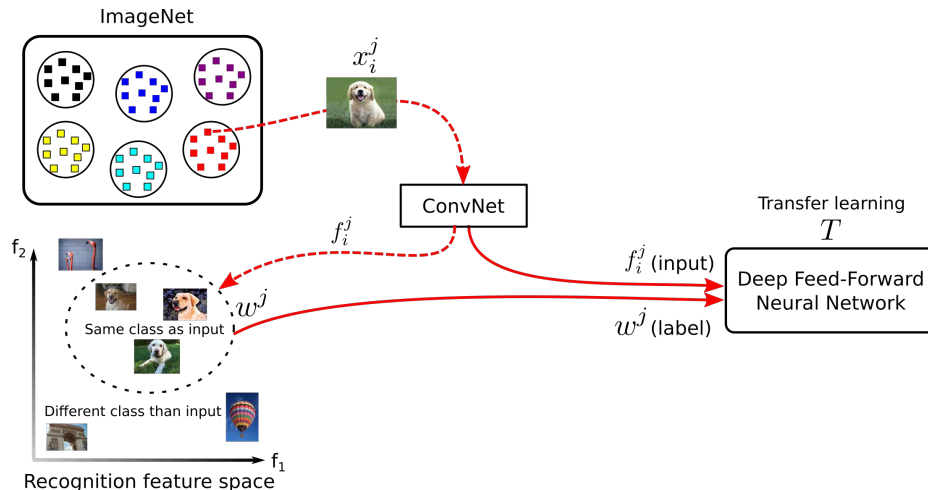 ImageNet
x_i^j
ConvNet
Transfer learning
T
f_i^j
f_i^j (input)
Deep Feed-Forward
Neural Network
f_2
w^j
Same class as input
w^j (label)
Different class than input
f_1
Recognition feature space